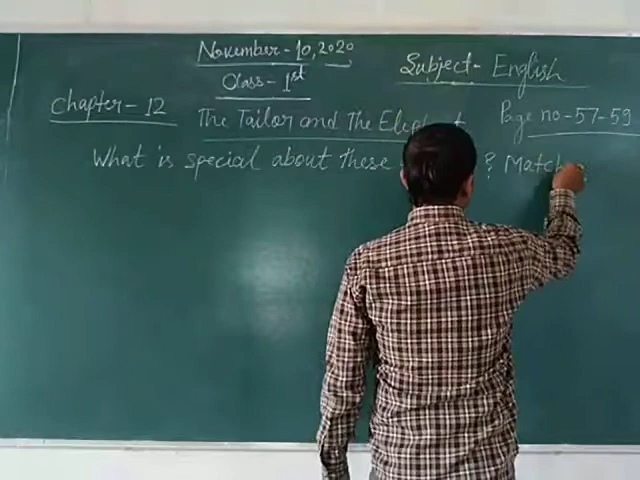 November-10, 2020
Class-1st
Subject- English
Chapter-12
The Tailor and The Elephant
Page no-57-59
What is special about these ? Match